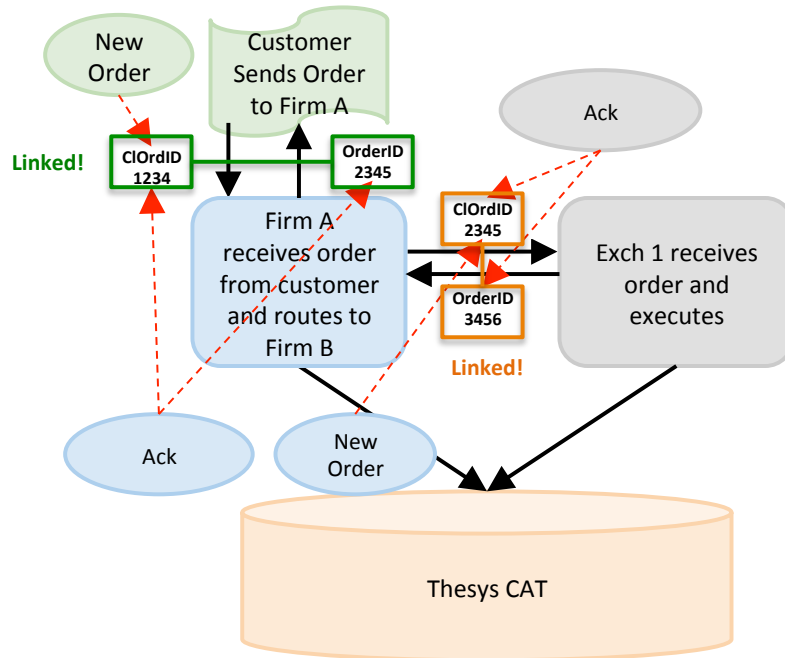 New
Order
Customer
Sends Order
to Firm A
Ack
Linked!
ClOrdID
1234
OrderID
2345
ClOrdID
2345
Firm A
receives order
from customer
and routes to
Firm B
Exch 1 receives
order and
executes
OrderID
3456
Linked!
Ack
New
Order
Thesys CAT